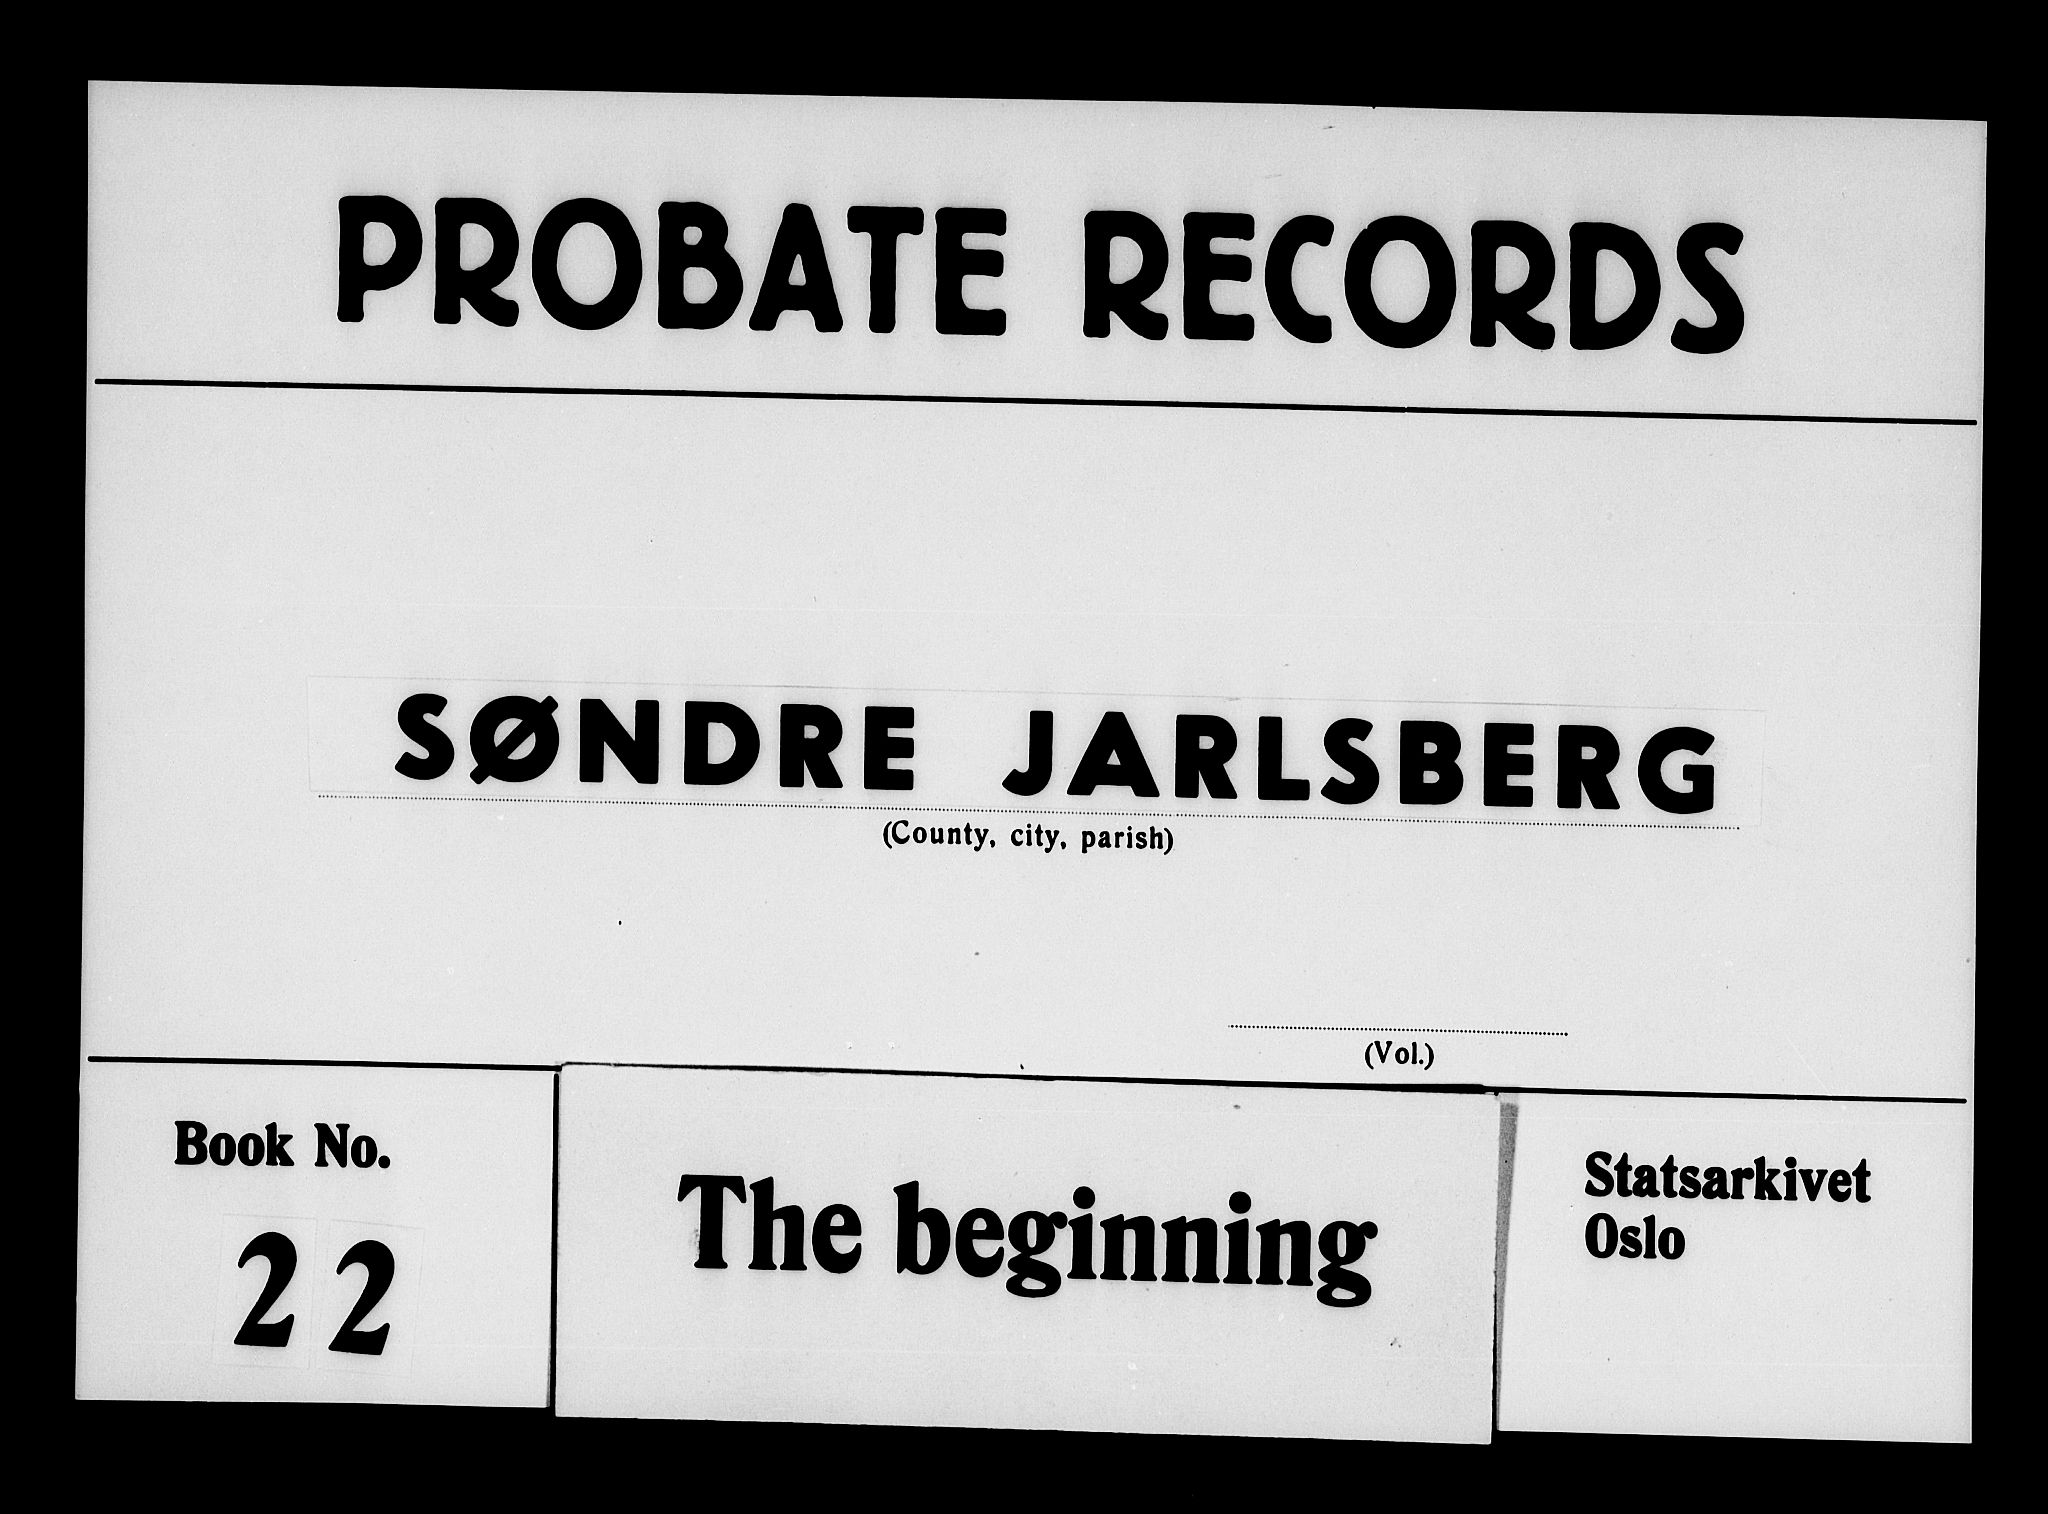 PROBATE RECORDS
SØNDRE JARLSBERG
(County, city, parish)
(Vol.)
Book No.
22
The beginning
Statsarkivet
Oslo